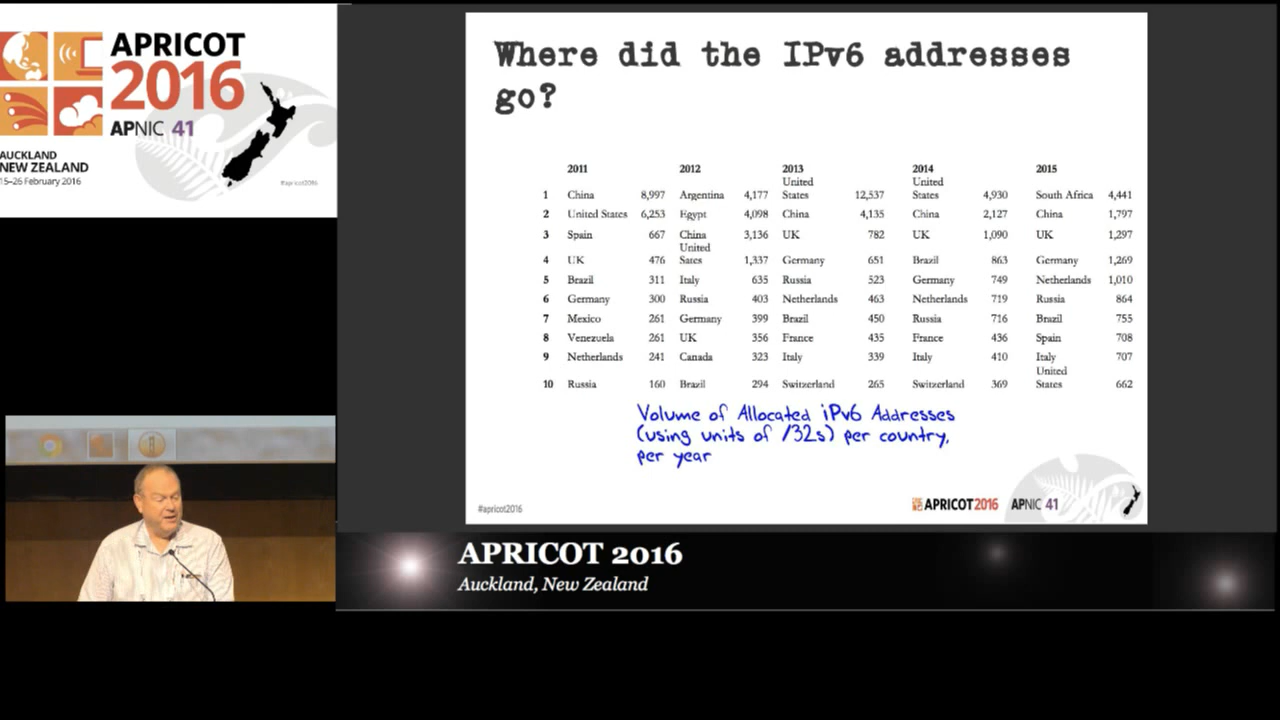 APRICOT
2016
APNIC 41
AUCKLAND
NEW ZEALAND
15–26 February 2016
#apricot2016
Where did the IPv6 addresses
go?
2011 2012 2013 2014 2015
1 China 8,997 Argentina 4,177 United States 12,537 United States 4,930 South Africa 4,441
2 United States 6,253 Egypt 4,098 China 4,135 China 2,127 China 1,797
3 Spain 667 China 3,136 UK 782 UK 1,090 UK 1,297
4 UK 476 United Sates 1,337 Germany 651 Brazil 863 Germany 1,269
5 Brazil 311 Italy 635 Russia 523 Germany 749 Netherlands 1,010
6 Germany 300 Russia 403 Netherlands 463 Netherlands 719 Russia 864
7 Mexico 261 Germany 399 Brazil 450 Russia 716 Brazil 755
8 Venezuela 261 UK 356 France 435 France 436 Spain 708
9 Netherlands 241 Canada 323 Italy 339 Italy 410 Italy 707
10 Russia 160 Brazil 294 Switzerland 265 Switzerland 369 United States 662
Volume of Allocated iPv6 Addresses
(using units of /32s) per country,
per year
#apricot2016
APRICOT2016 APNIC 41
APRICOT 2016
Auckland, New Zealand